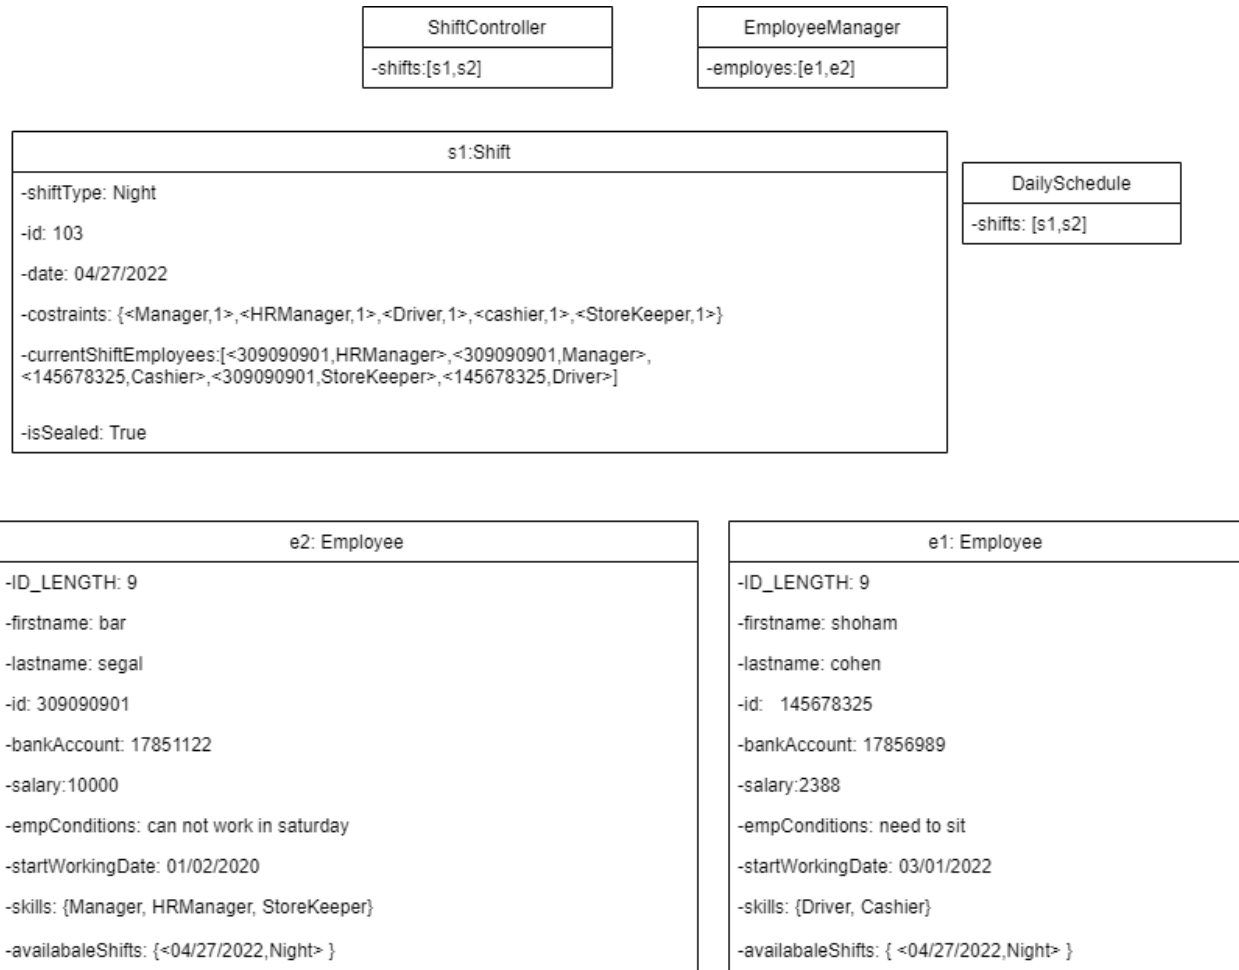 ShiftController
-shifts:[s1,s2]
EmployeeManager
-employes:[e1,e2]
s1:Shift
-shiftType: Night
-id: 103
-date: 04/27/2022
-costraints: {<Manager,1>,<HRManager,1>,<Driver,1>,<cashier,1>,<StoreKeeper,1>}
-currentShiftEmployees:[<309090901,HRManager>,<309090901,Manager>,
<145678325,Cashier>,<309090901,StoreKeeper>,<145678325,Driver>]
-isSealed: True
DailySchedule
-shifts: [s1,s2]
e2: Employee
-ID_LENGTH: 9
-firstname: bar
-lastname: segal
-id: 309090901
-bankAccount: 17851122
-salary:10000
-empConditions: can not work in saturday
-startWorkingDate: 01/02/2020
-skills: {Manager, HRManager, StoreKeeper}
-availabaleShifts: {<04/27/2022,Night> }
e1: Employee
-ID_LENGTH: 9
-firstname: shoham
-lastname: cohen
-id:   145678325
-bankAccount: 17856989
-salary:2388
-empConditions: need to sit
-startWorkingDate: 03/01/2022
-skills: {Driver, Cashier}
-availabaleShifts: { <04/27/2022,Night> }